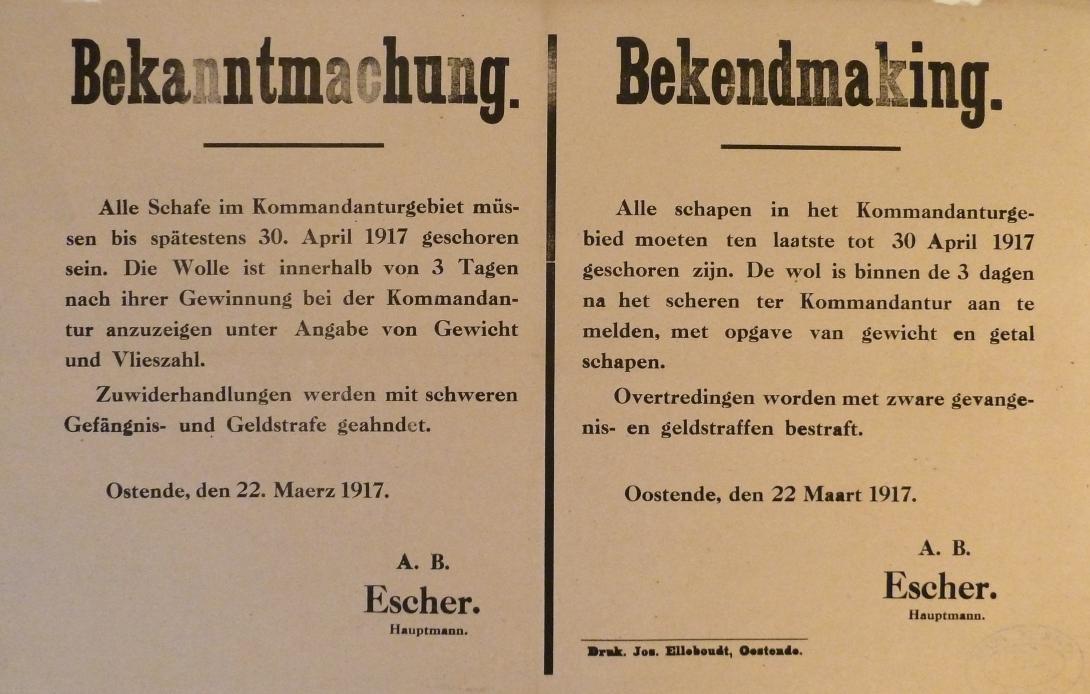 Bekanntmachung.
Alle Schafe im Kommandanturgebiet müs-
sen bis spätestens 30. April 1917 geschoren
sein. Die Wolle ist innerhalb von 3 Tagen
nach ihrer Gewinnung bei der Kommandan-
tur anzuzeigen unter Angabe von Gewicht
und Vlieszahl.
Zuwiderhandlungen werden mit schweren
Gefängnis- und Geldstrafe geahndet.
Ostende, den 22. Maerz 1917.
A. B.
Escher.
Hauptmann.
Bekendmaking.
Alle schapen in het Kommandanturge-
bied moeten ten laatste tot 30 April 1917
geschoren zijn. De wol is binnen de 3 dagen
na het scheren ter Kommandantur aan te
melden, met opgave van gewicht en getal
schapen.
Overtredingen worden met zware gevange-
nis- en geldstraffen bestraft.
Oostende, den 22 Maart 1917.
A. B.
Escher.
Hauptmann.
Druk. Jos. Elleboudt, Oostende.